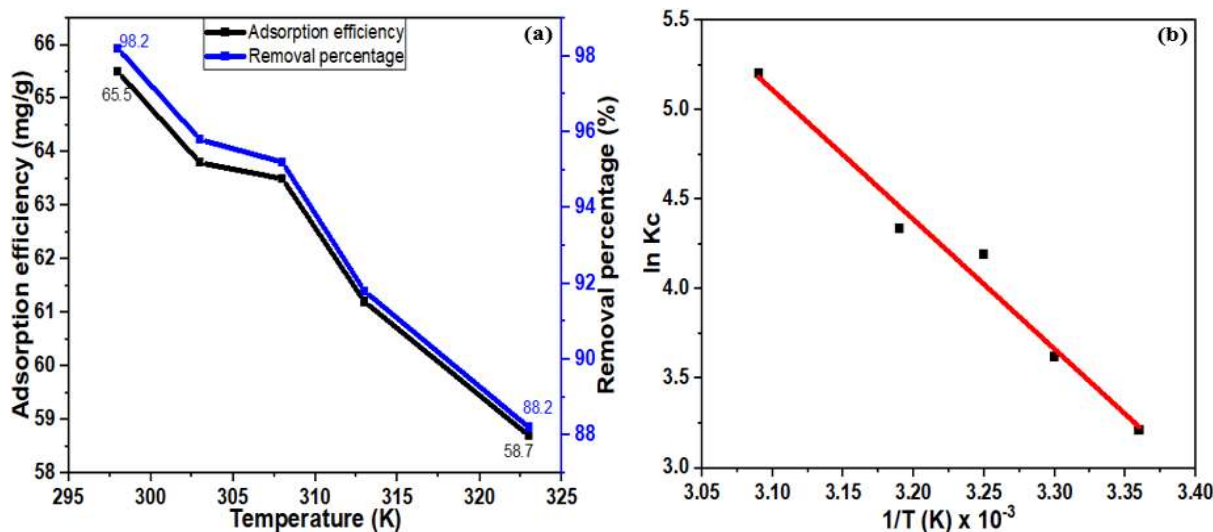 (a)
Adsorption efficiency
Removal percentage
98.2
65.5
88.2
58.7
Adsorption efficiency (mg/g)
66
65
64
63
62
61
60
59
58
Removal percentage (%)
98
96
94
92
90
88
295 300 305 310 315 320 325
Temperature (K)
(b)
ln Kc
5.5
5.0
4.5
4.0
3.5
3.0
3.05 3.10 3.20 3.25 3.30 3.35 3.40
1/T (K) x 10-3